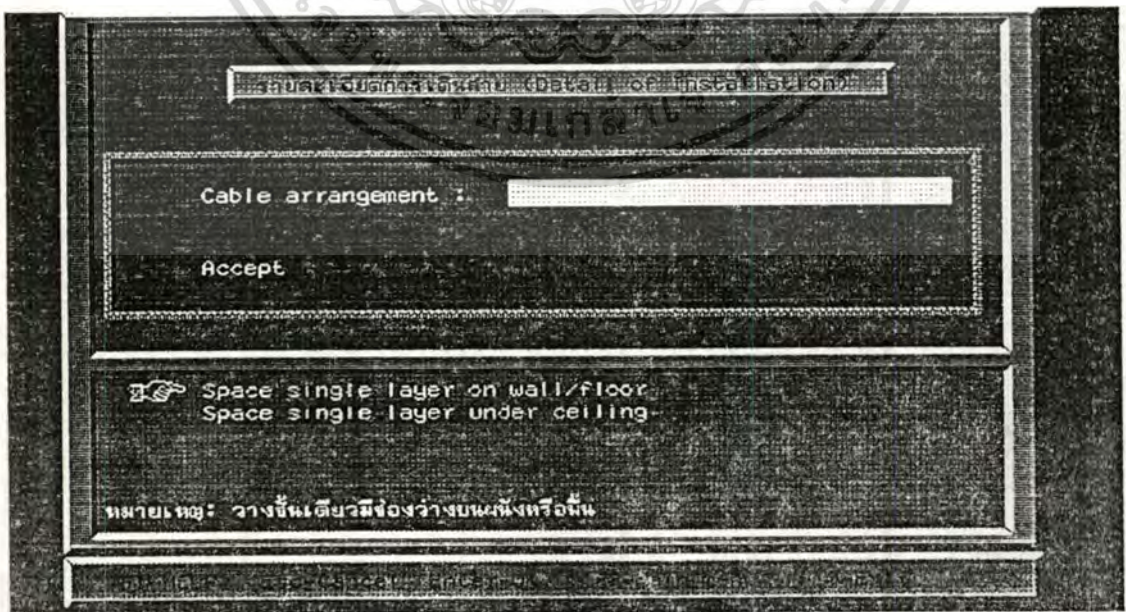 รายละเอียดการเดินสาย (Detail of Installation)
Cable arrangement :
Accept
Space single layer on wall/floor
Space single layer under ceiling
หมายเหตุ: วางชั้นเดียวมีช่องว่างบนผนังหรือพื้น
Esc-Cancel Enter-